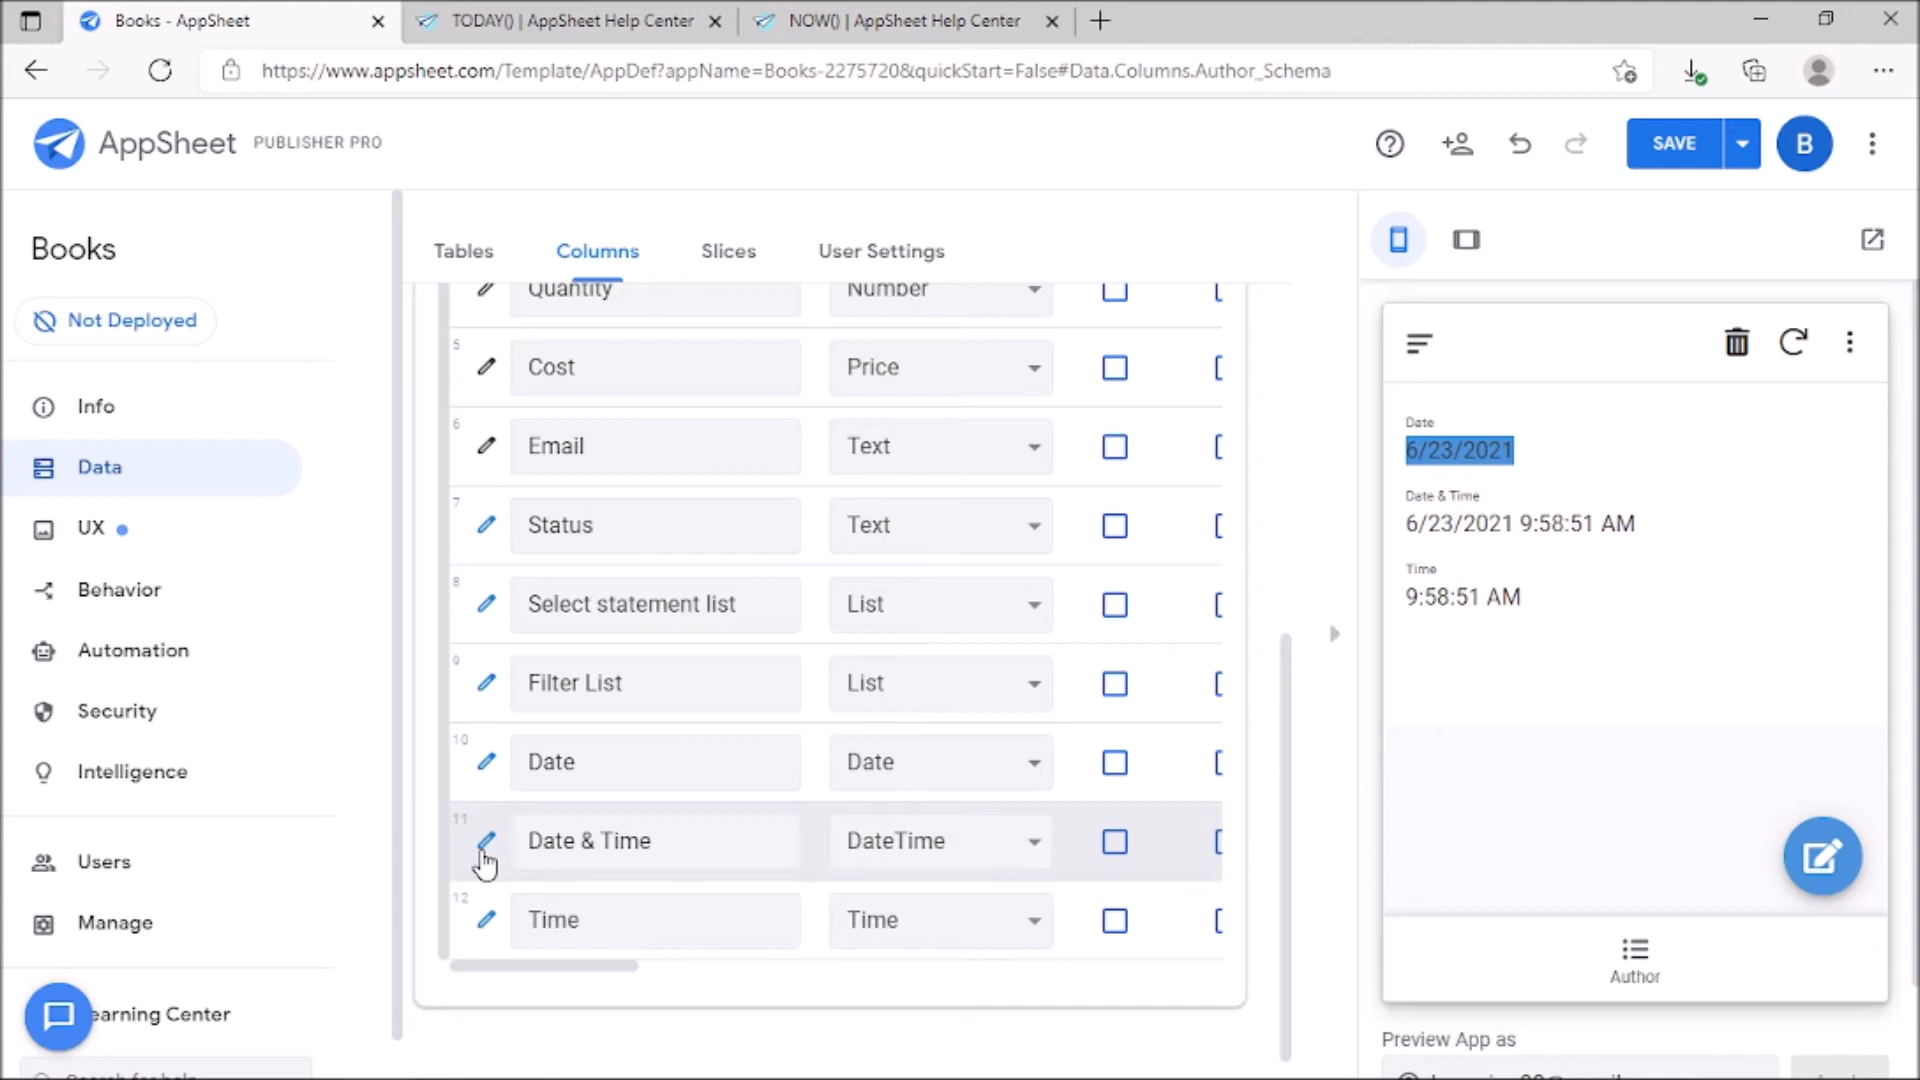 Books - AppSheet
TODAY() | AppSheet Help Center
NOW() | AppSheet Help Center
https://www.appsheet.com/Template/AppDef?appName=Books-2275720&quickStart=False#Data.Columns.Author_Schema
AppSheet PUBLISHER PRO
SAVE
B
Books
Not Deployed
Info
Data
UX
Behavior
Automation
Security
Intelligence
Users
Manage
earning Center
Tables
Columns
Slices
User Settings
Quantity Number
5 Cost Price
6 Email Text
7 Status Text
8 Select statement list List
9 Filter List List
10 Date Date
11 Date & Time DateTime
12 Time Time
Date
6/23/2021
Date & Time
6/23/2021 9:58:51 AM
Time
9:58:51 AM
Author
Preview App as